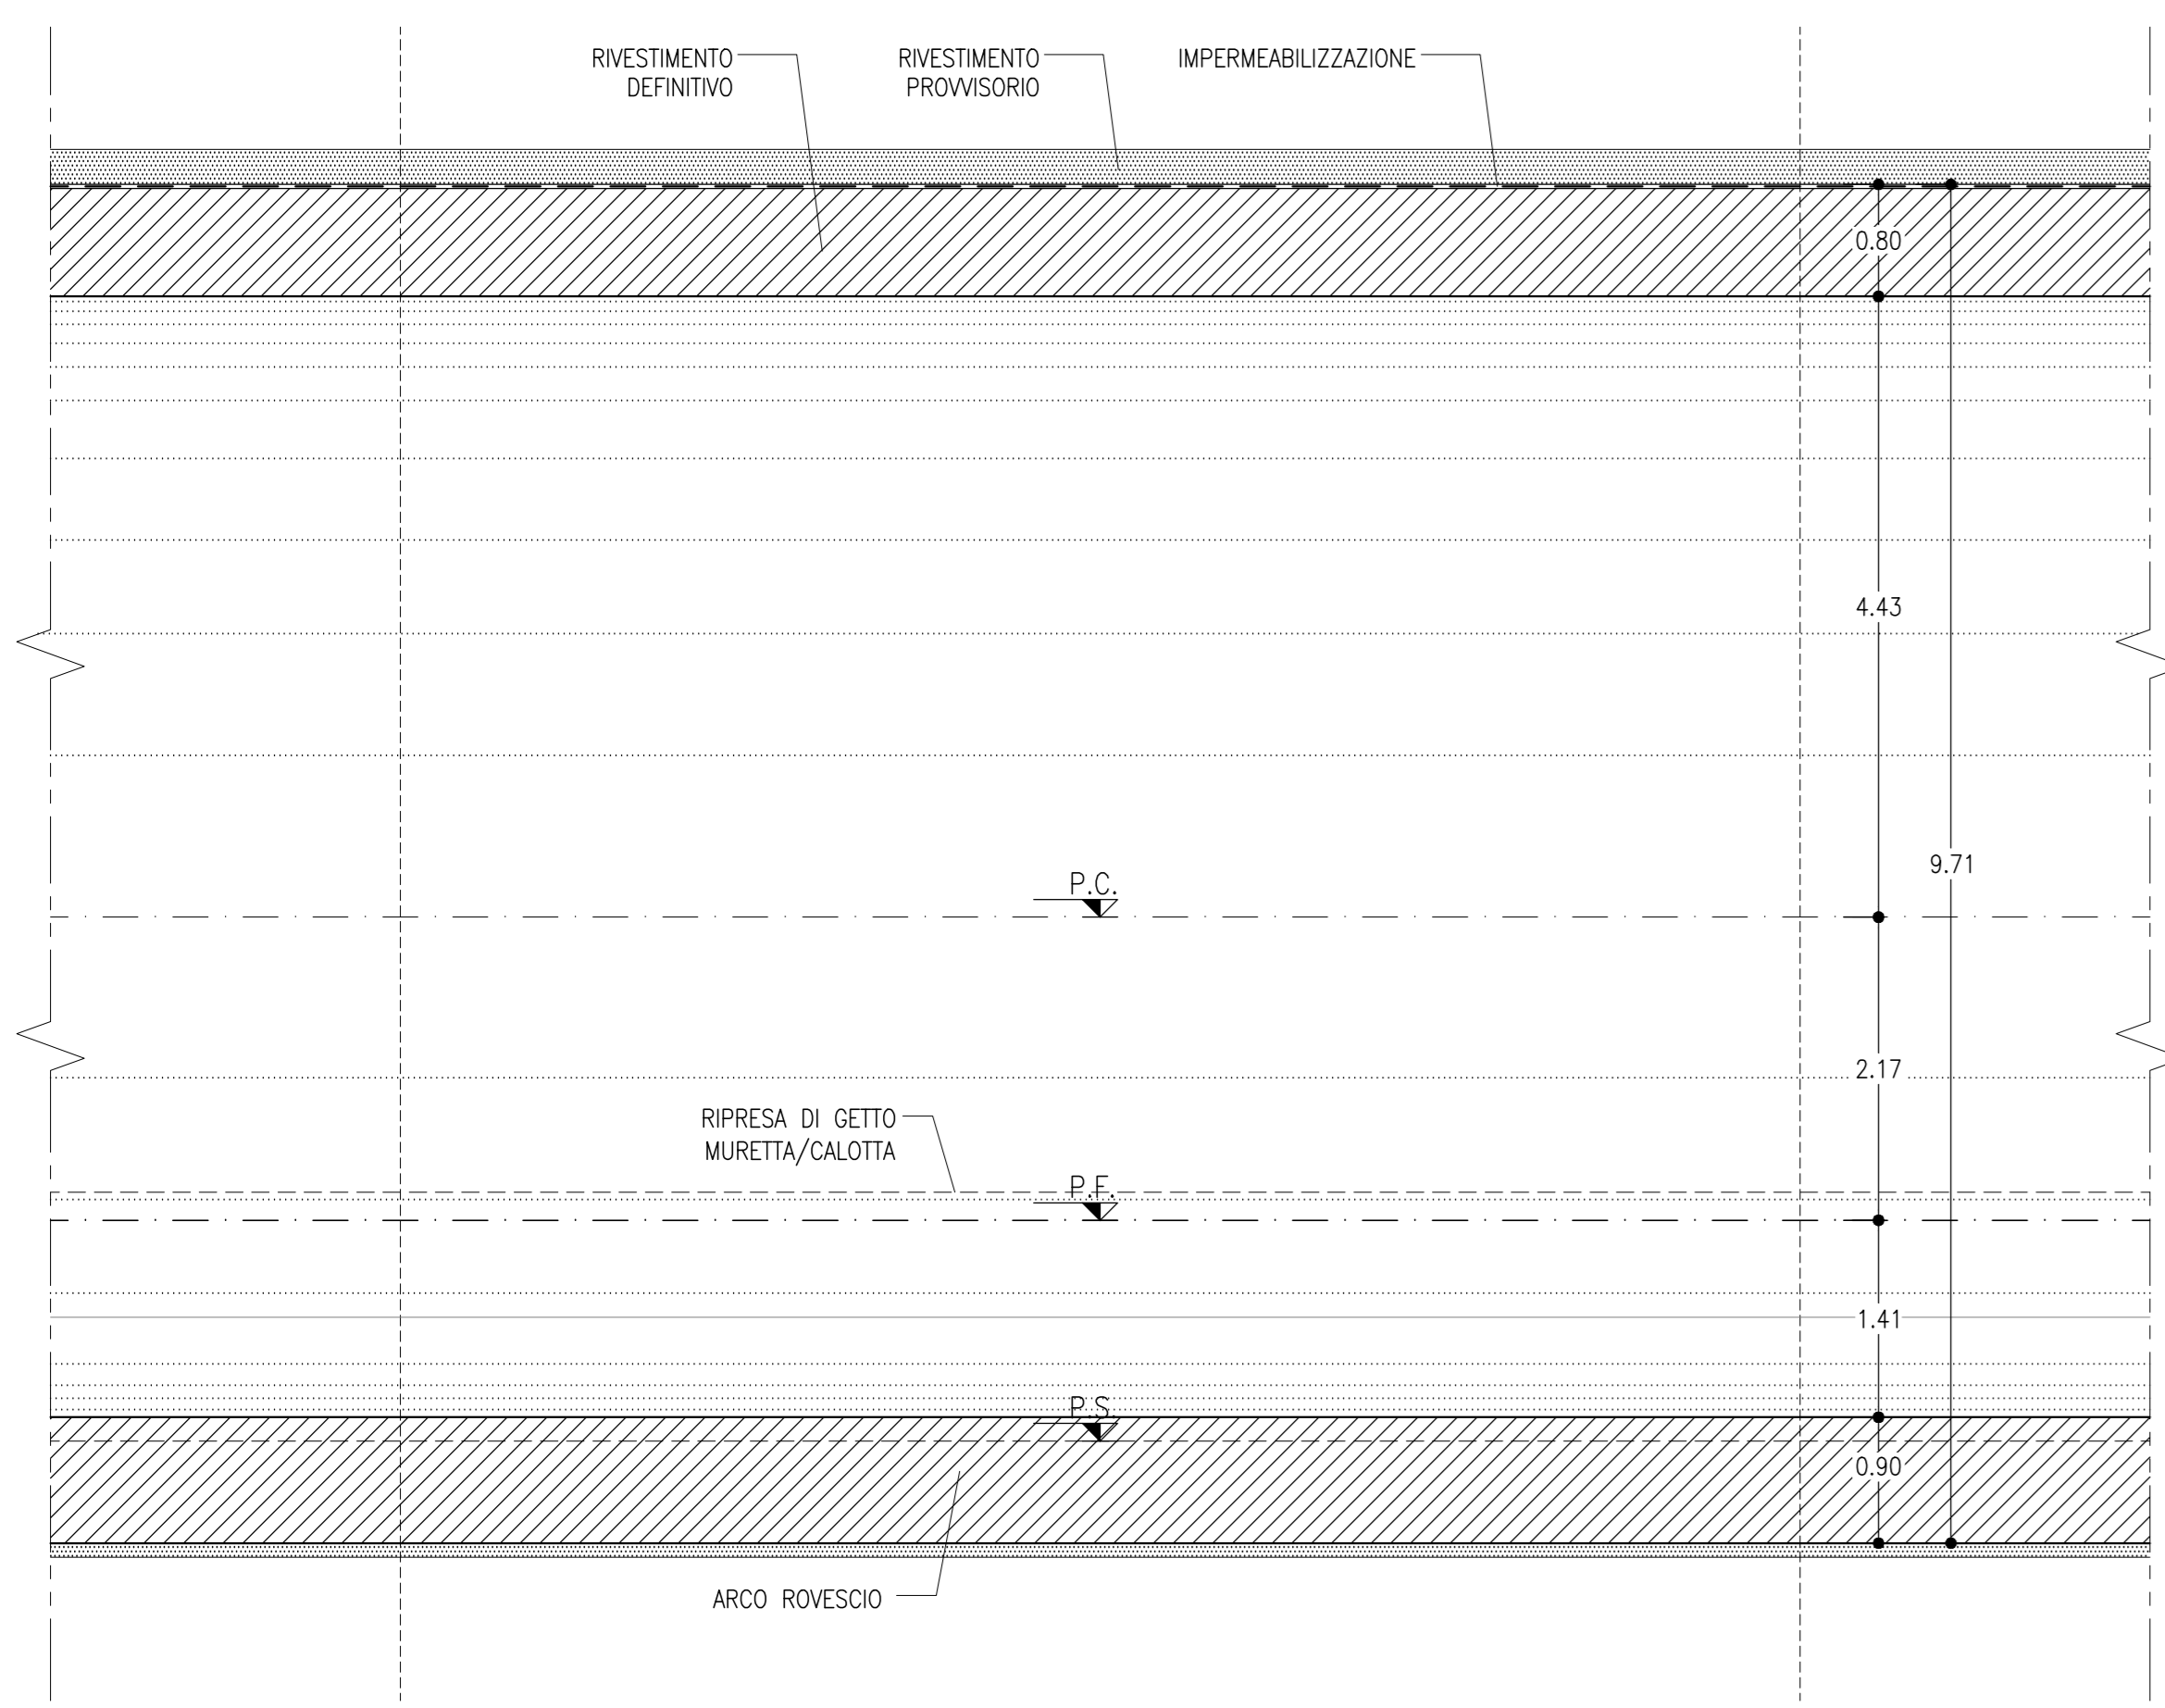 RIVESTIMENTO
DEFINITIVO
RIVESTIMENTO
PROVVISORIO
IMPERMEABILIZZAZIONE
0.80
4.43
P.C.
9.71
2.17
RIPRESA DI GETTO
MURETTA/CALOTTA
P.F.
1.41
P.S.
0.90
ARCO ROVESCIO